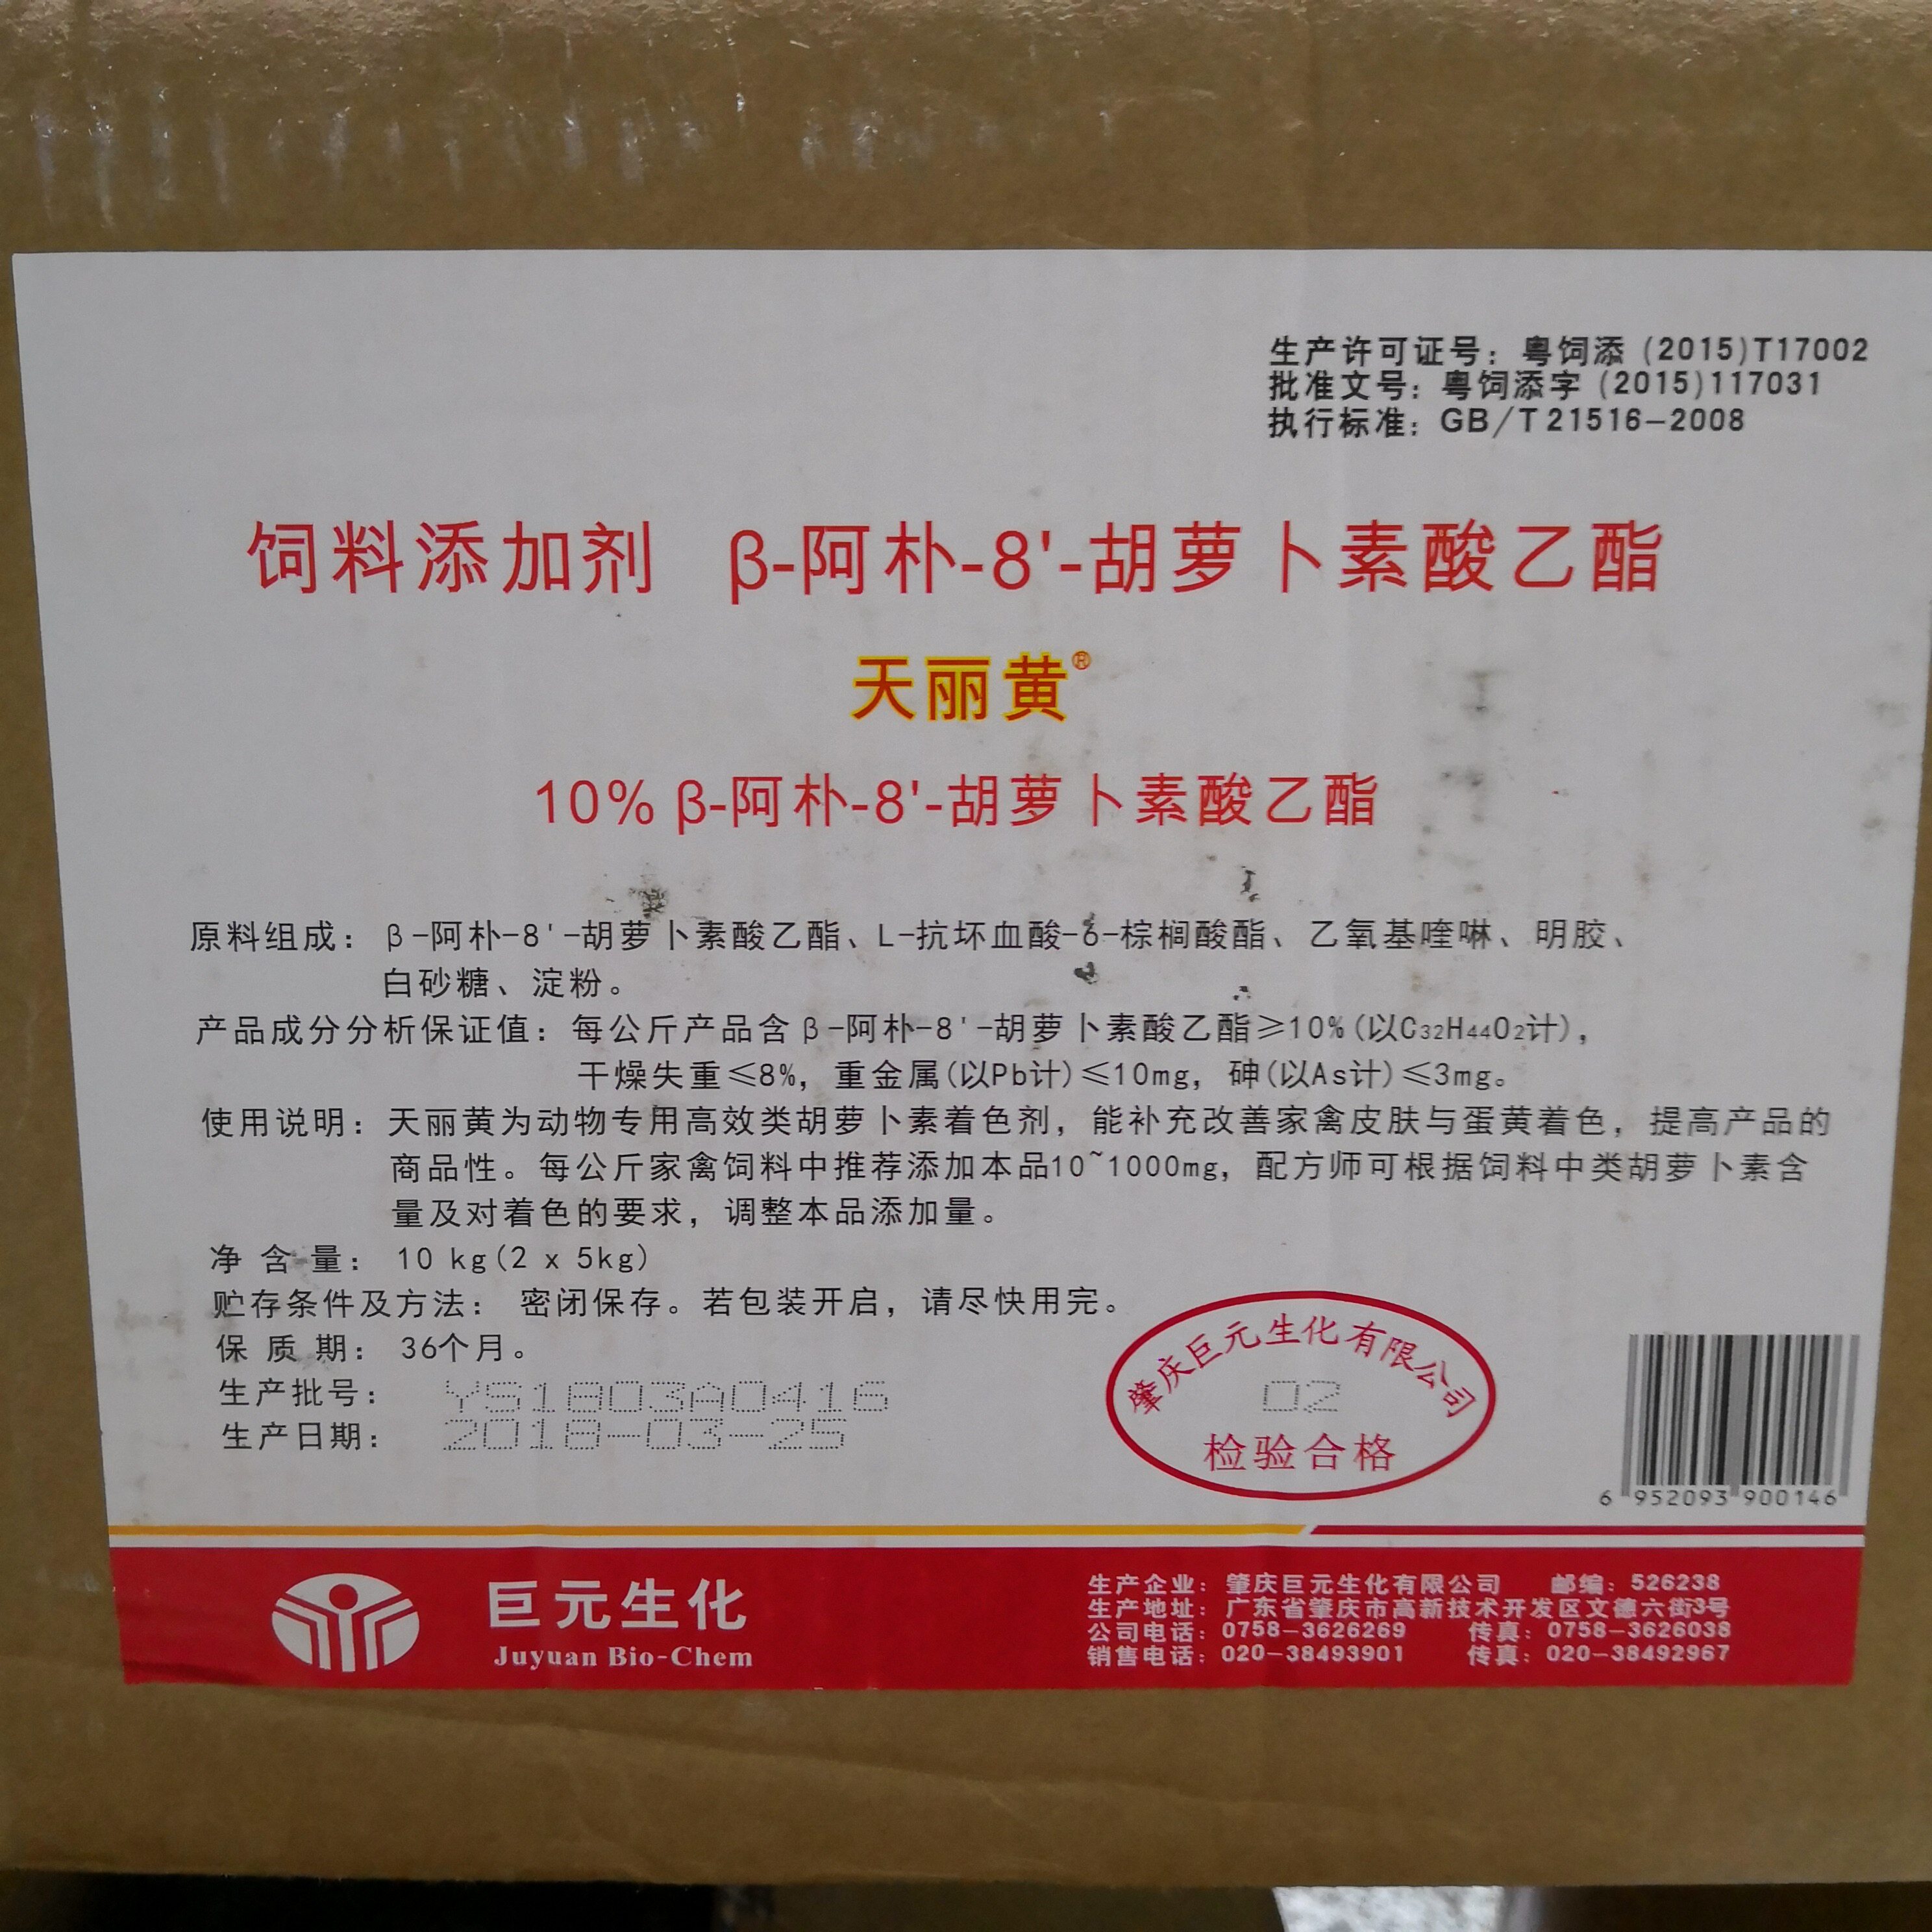 生产许可证号：粤饲添 (2015)T17002
批准文号：粤饲添字 (2015)117031
执行标准：GB/T 21516-2008
饲料添加剂 β-阿朴-8'-胡萝卜素酸乙酯
天丽黄®
10% β-阿朴-8'-胡萝卜素酸乙酯
原料组成：β-阿朴-8'-胡萝卜素酸乙酯、L-抗坏血酸-6-棕榈酸酯、乙氧基喹啉、明胶、
白砂糖、淀粉。
产品成分分析保证值：每公斤产品含β-阿朴-8'-胡萝卜素酸乙酯≥10%(以C32H44O2计)，
干燥失重≤8%，重金属(以Pb计)≤10mg，砷(以As计)≤3mg。
使用说明：天丽黄为动物专用高效类胡萝卜素着色剂，能补充改善家禽皮肤与蛋黄着色，提高产品的
商品性。每公斤家禽饲料中推荐添加本品10~1000mg，配方师可根据饲料中类胡萝卜素含
量及对着色的要求，调整本品添加量。
净 含 量：10 kg(2 x 5kg)
贮存条件及方法：密闭保存。若包装开启，请尽快用完。
保 质 期：36个月。
生产批号：YS1803A0416
生产日期：2018-03-25
肇庆巨元生化有限公司
02
检验合格
6 952093 900146
巨元生化
Juyuan Bio-Chem
生产企业：肇庆巨元生化有限公司 邮编：526238
生产地址：广东省肇庆市高新技术开发区文德六街3号
公司电话：0758-3626269 传真：0758-3626038
销售电话：020-38493901 传真：020-38492967